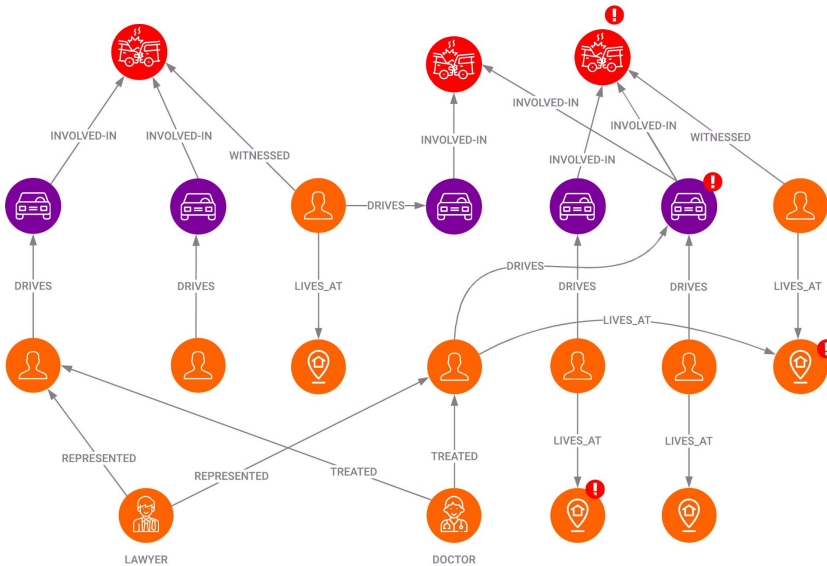 !
INVOLVED-IN
INVOLVED-IN
WITNESSED
INVOLVED-IN
INVOLVED-IN
INVOLVED-IN
INVOLVED-IN
WITNESSED
!
DRIVES
DRIVES
DRIVES
DRIVES
LIVES_AT
DRIVES
DRIVES
LIVES_AT
LIVES_AT
!
LIVES_AT
LIVES_AT
REPRESENTED
REPRESENTED
TREATED
TREATED
!
LAWYER
DOCTOR